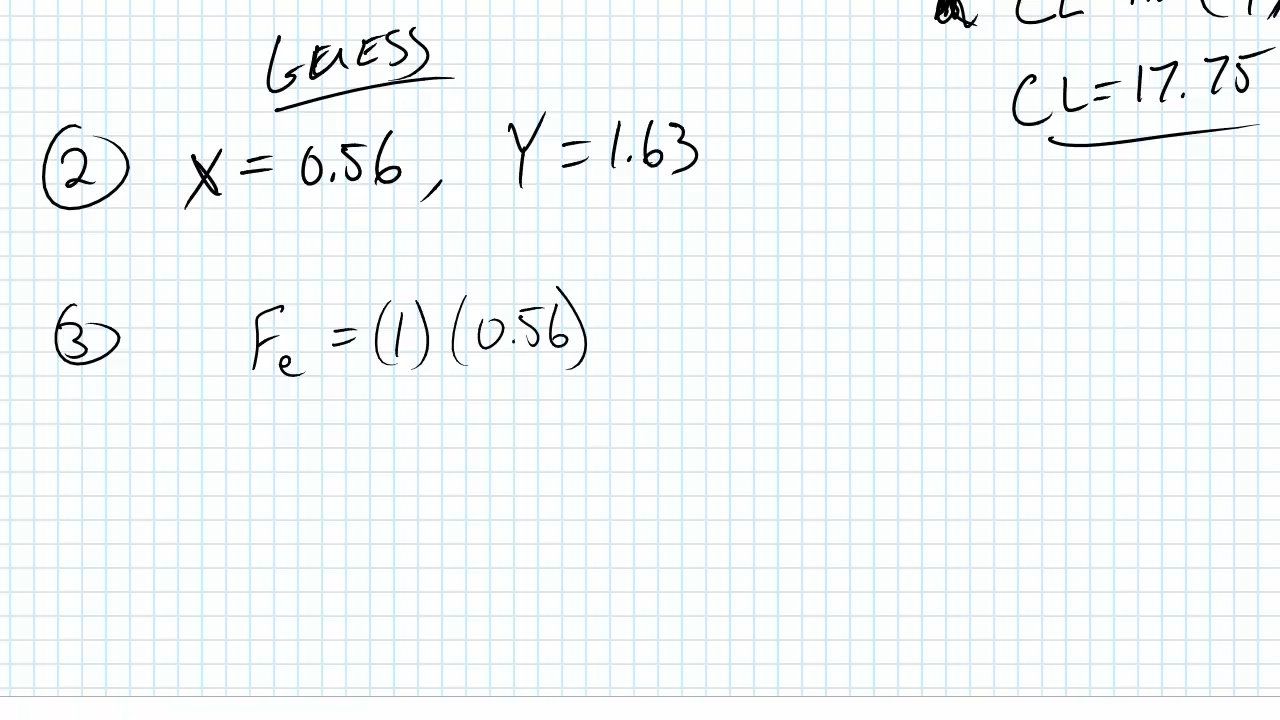 GUESS
CL = 17.75
② X = 0.56, Y = 1.63
③ Fe = (1) (0.56)